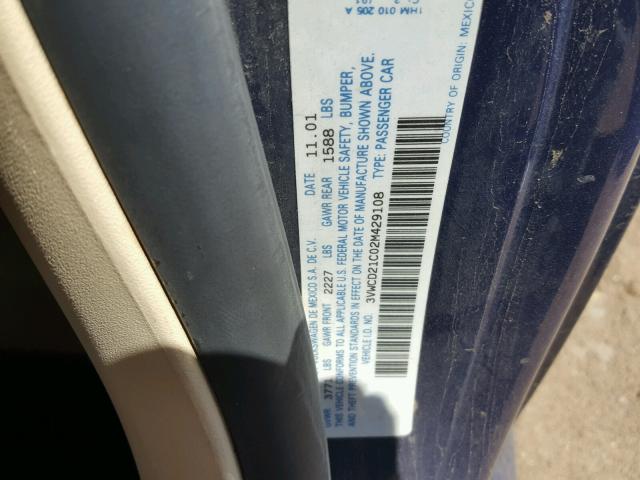 VOLKSWAGEN DE MEXICO S.A. DE C.V. DATE 11.01
GVWR 3771 LBS GAWR FRONT 2227 LBS GAWR REAR 1588 LBS
THIS VEHICLE CONFORMS TO ALL APPLICABLE U.S. FEDERAL MOTOR VEHICLE SAFETY, BUMPER,
AND THEFT PREVENTION STANDARDS IN EFFECT ON THE DATE OF MANUFACTURE SHOWN ABOVE.
VEHICLE I.D. NO. 3VWCD21C02M429108 TYPE: PASSENGER CAR
1HM 010 205 A
COUNTRY OF ORIGIN: MEXICO